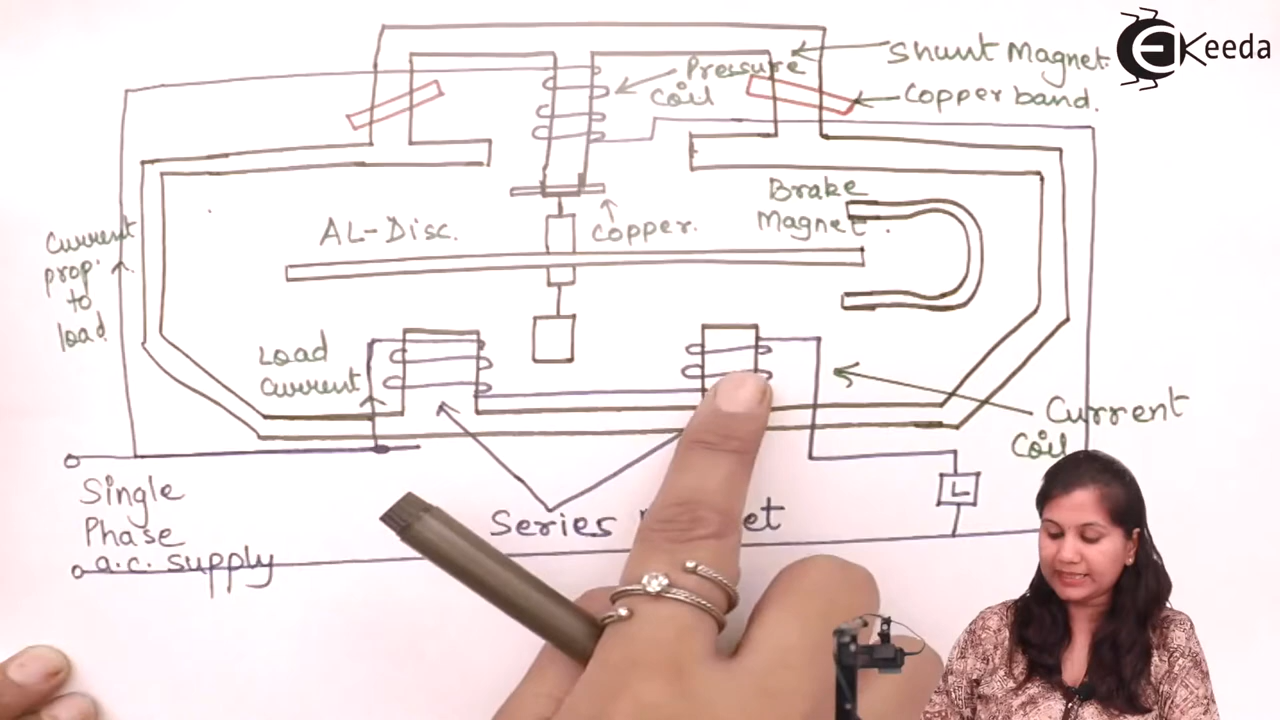 EKeeda
Shunt Magnet.
Pressure
coil
Copper band.
Brake
Magnet.
AL-Disc.
Copper.
Current
prop.
to
load
Load
Current
Current
Coil
Single
Phase
a.c. supply
Series
et
L